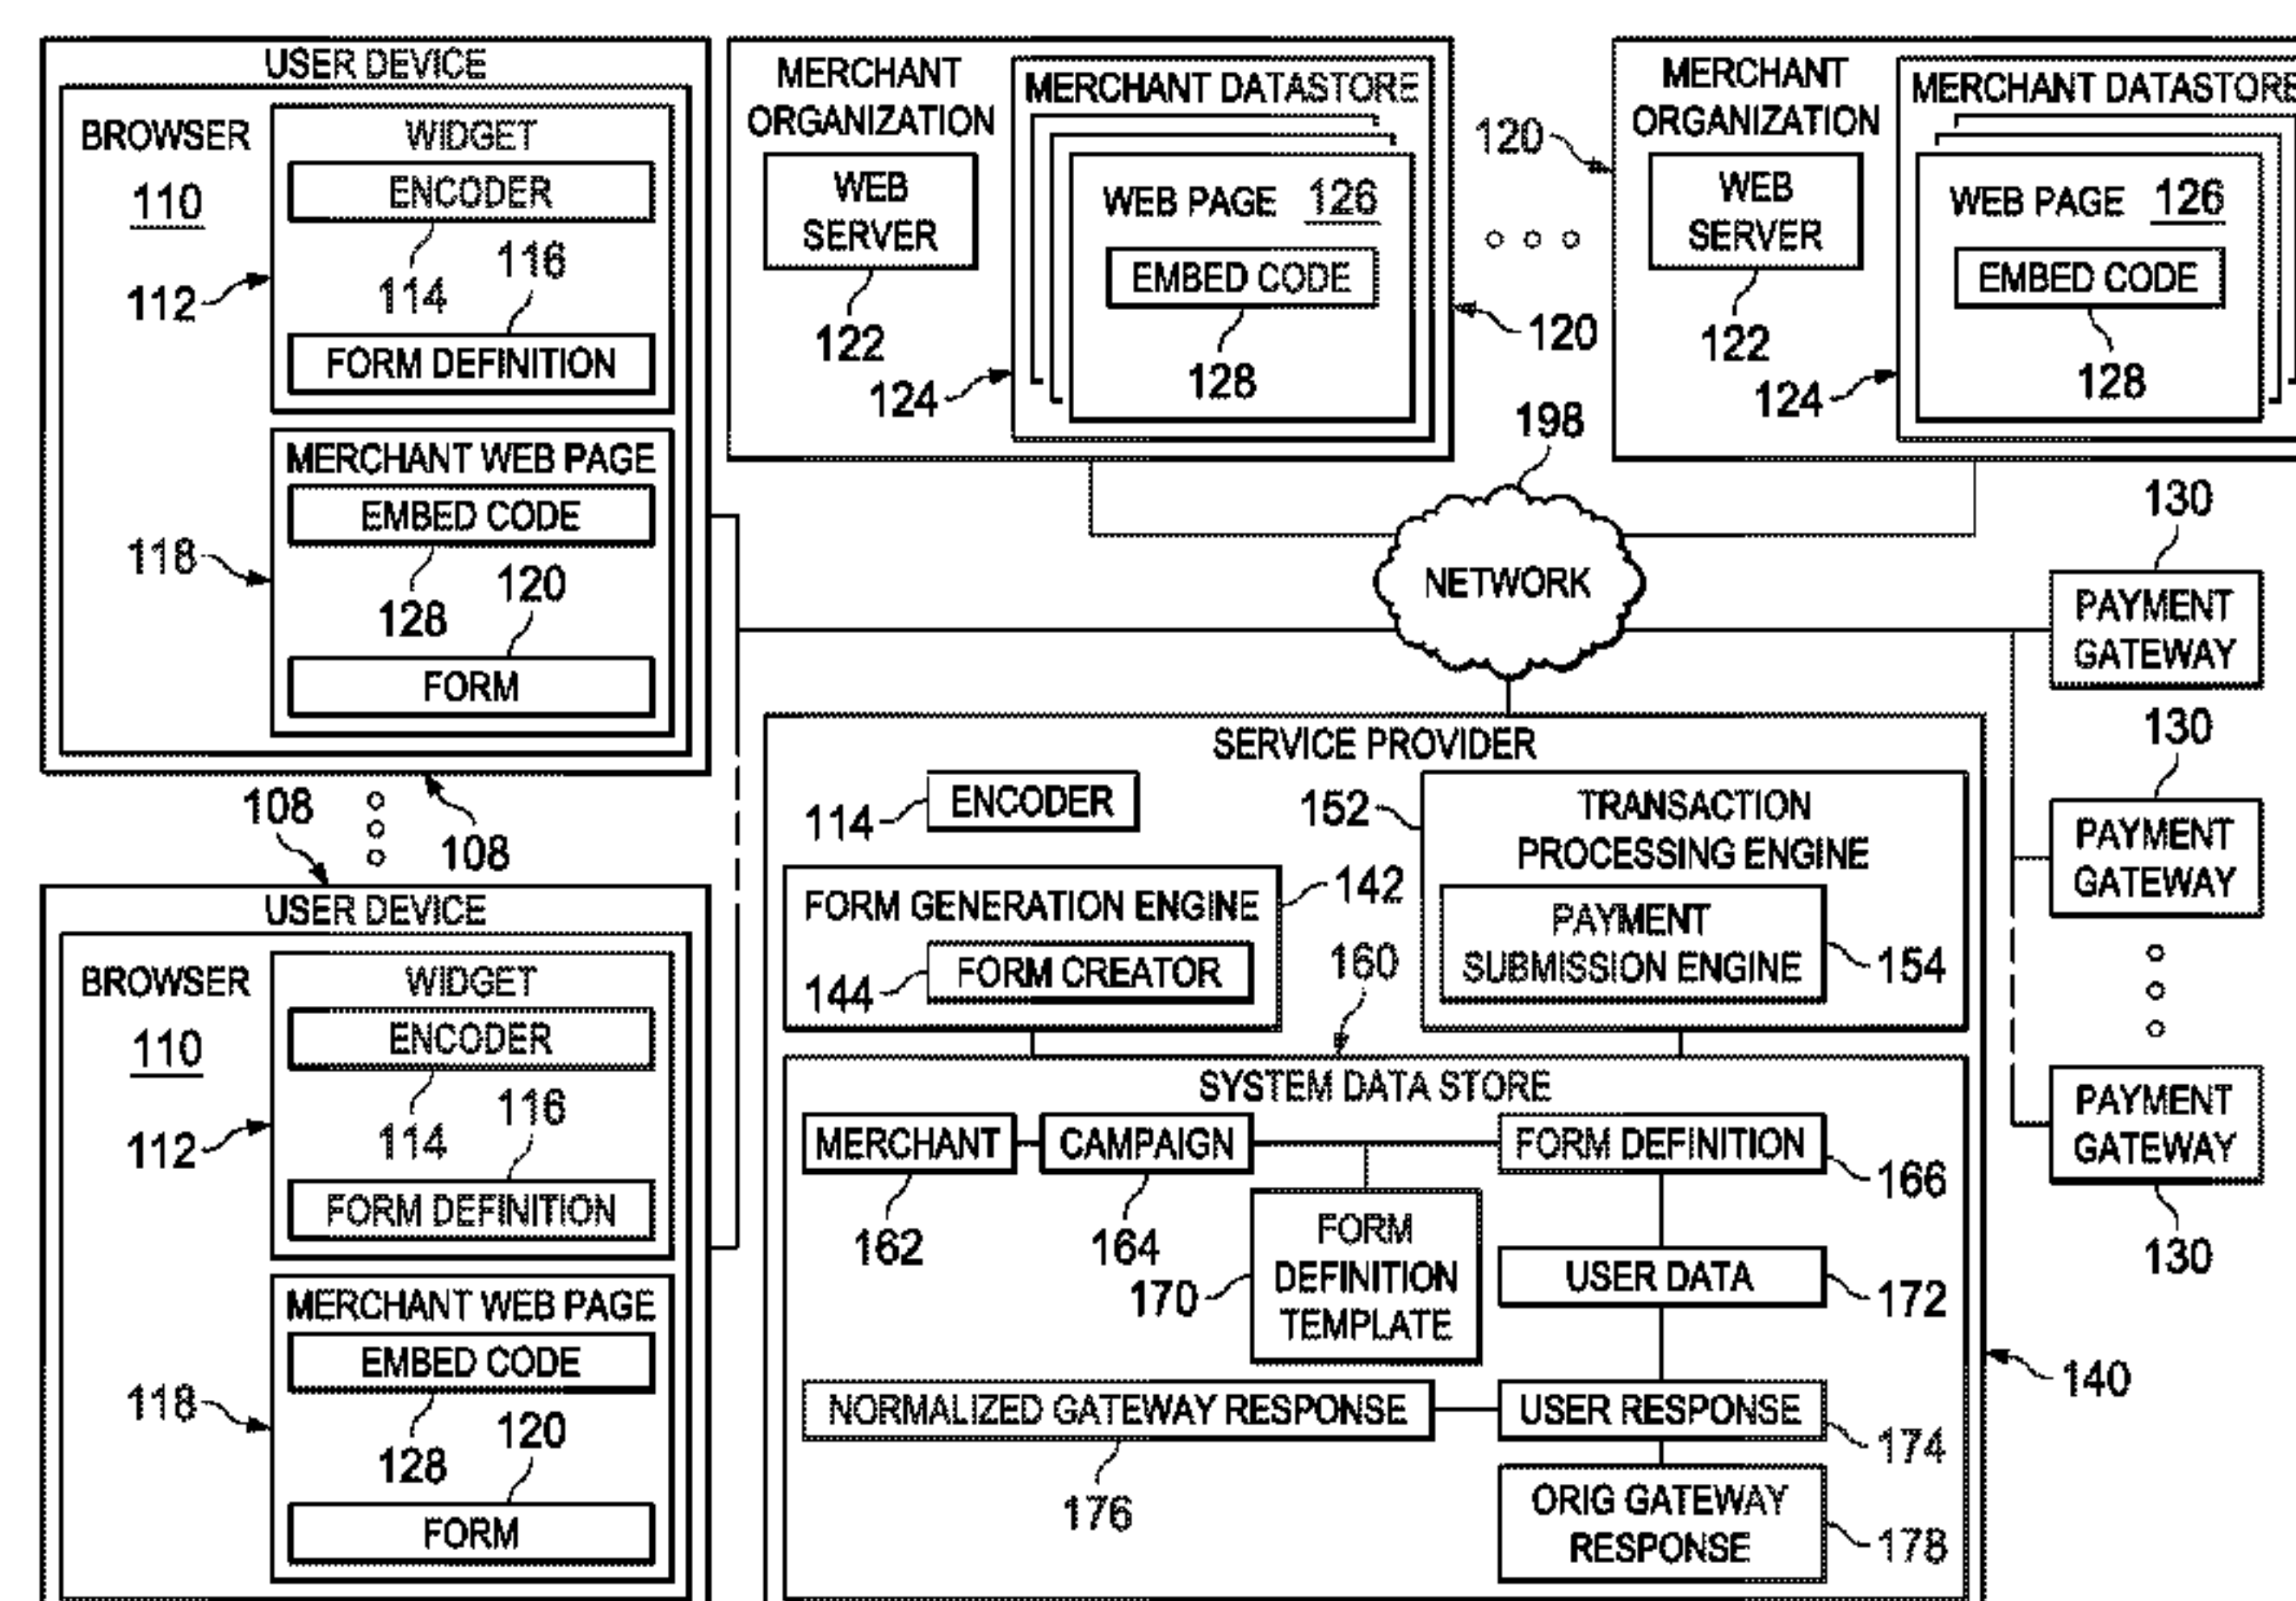 USER DEVICE
BROWSER
110
WIDGET
ENCODER
114
116
112
FORM DEFINITION
MERCHANT WEB PAGE
EMBED CODE
118
128
120
FORM
108
108
USER DEVICE
BROWSER
110
WIDGET
ENCODER
114
116
112
FORM DEFINITION
MERCHANT WEB PAGE
EMBED CODE
118
128
120
FORM
MERCHANT
ORGANIZATION
WEB
SERVER
122
MERCHANT DATASTORE
WEB PAGE 126
EMBED CODE
128
124
120
120
MERCHANT
ORGANIZATION
WEB
SERVER
122
MERCHANT DATASTORE
WEB PAGE 126
EMBED CODE
128
124
198
NETWORK
130
PAYMENT
GATEWAY
130
PAYMENT
GATEWAY
PAYMENT
GATEWAY
130
SERVICE PROVIDER
114
ENCODER
152
TRANSACTION
PROCESSING ENGINE
PAYMENT
SUBMISSION ENGINE
154
FORM GENERATION ENGINE
142
144
FORM CREATOR
160
SYSTEM DATA STORE
MERCHANT
CAMPAIGN
FORM DEFINITION
162
164
166
170
FORM
DEFINITION
TEMPLATE
USER DATA
172
NORMALIZED GATEWAY RESPONSE
USER RESPONSE
174
176
ORIG GATEWAY
RESPONSE
178
140